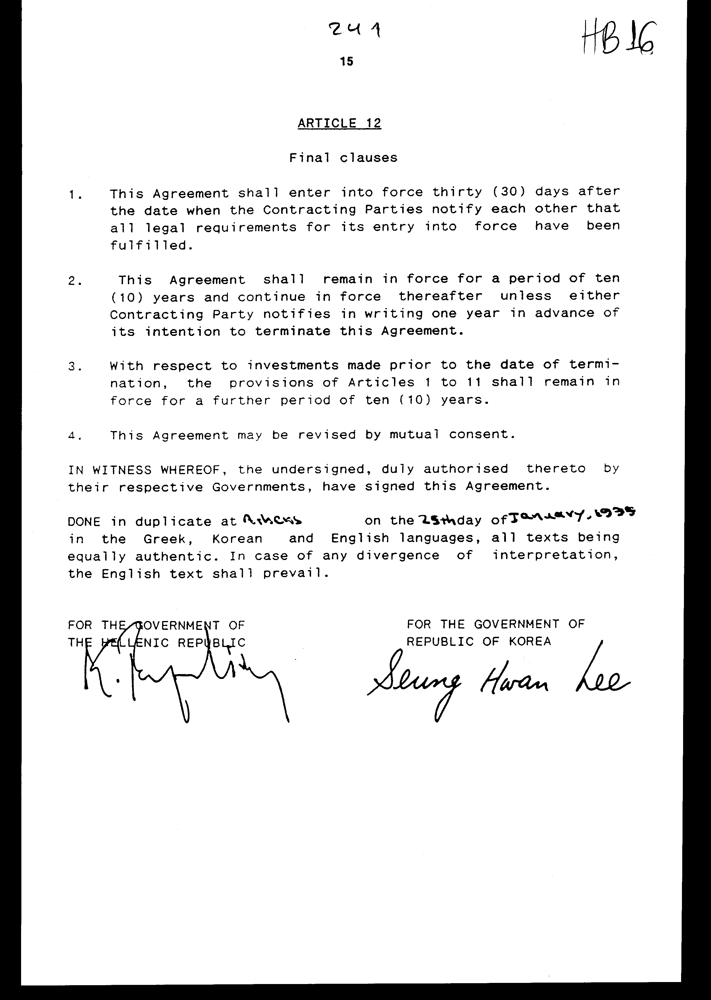 241
HB 16
15
ARTICLE 12
Final clauses
1. This Agreement shall enter into force thirty (30) days after
the date when the Contracting Parties notify each other that
all legal requirements for its entry into force have been
fulfilled.
2. This Agreement shall remain in force for a period of ten
(10) years and continue in force thereafter unless either
Contracting Party notifies in writing one year in advance of
its intention to terminate this Agreement.
3. With respect to investments made prior to the date of termi-
nation, the provisions of Articles 1 to 11 shall remain in
force for a further period of ten (10) years.
4. This Agreement may be revised by mutual consent.
IN WITNESS WHEREOF, the undersigned, duly authorised thereto by
their respective Governments, have signed this Agreement.
DONE in duplicate at Athens on the 25th day of January,
in the Greek, Korean and English languages, all texts being
equally authentic. In case of any divergence of interpretation,
the English text shall prevail.
FOR THE GOVERNMENT OF
THE HELLENIC REPUBLIC
FOR THE GOVERNMENT OF
REPUBLIC OF KOREA
K.
Seung Hwan Lee